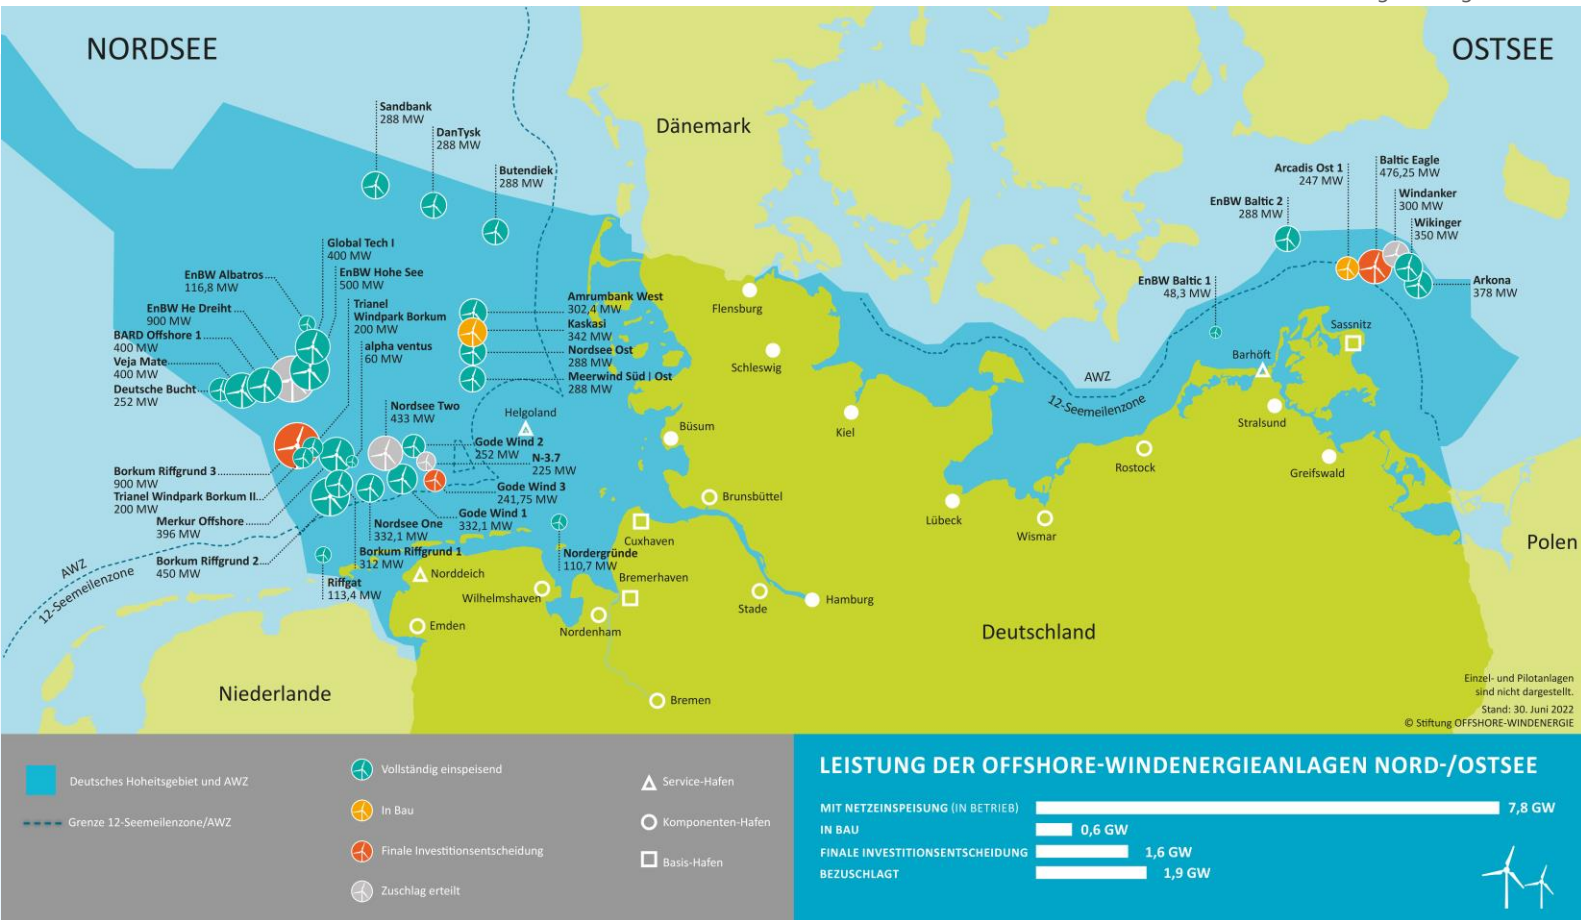 NORDSEE
OSTSEE
Sandbank
288 MW
DanTysk
288 MW
Butendiek
288 MW
Dänemark
Global Tech I
400 MW
EnBW Albatros
116,8 MW
EnBW Hohe See
500 MW
EnBW He Dreiht
900 MW
Trianel
Windpark Borkum
200 MW
BARD Offshore 1
400 MW
alpha ventus
60 MW
Veja Mate
400 MW
Deutsche Bucht
252 MW
Amrumbank West
302,4 MW
Kaskasi
342 MW
Nordsee Ost
288 MW
Meerwind Süd | Ost
288 MW
Nordsee Two
433 MW
Helgoland
Gode Wind 2
252 MW
N-3.7
225 MW
Gode Wind 3
241,75 MW
Gode Wind 1
332,1 MW
Borkum Riffgrund 3
900 MW
Trianel Windpark Borkum II
200 MW
Merkur Offshore
396 MW
Nordsee One
332,1 MW
Borkum Riffgrund 2
450 MW
Borkum Riffgrund 1
312 MW
Riffgat
113,4 MW
Nordergründe
110,7 MW
AWZ
12-Seemeilenzone
Arcadis Ost 1
247 MW
Baltic Eagle
476,25 MW
Windanker
300 MW
EnBW Baltic 2
288 MW
Wikinger
350 MW
EnBW Baltic 1
48,3 MW
Arkona
378 MW
Flensburg
Schleswig
Kiel
Büsum
Brunsbüttel
Cuxhaven
Bremerhaven
Norddeich
Wilhelmshaven
Emden
Nordenham
Stade
Hamburg
Bremen
Lübeck
Wismar
Rostock
Sassnitz
Barhöft
Stralsund
Greifswald
AWZ
12-Seemeilenzone
Polen
Deutschland
Niederlande
Einzel- und Pilotanlagen
sind nicht dargestellt.
Stand: 30. Juni 2022
© Stiftung OFFSHORE-WINDENERGIE
Deutsches Hoheitsgebiet und AWZ
Grenze 12-Seemeilenzone/AWZ
Vollständig einspeisend
In Bau
Finale Investitionsentscheidung
Zuschlag erteilt
Service-Hafen
Komponenten-Hafen
Basis-Hafen
LEISTUNG DER OFFSHORE-WINDENERGIEANLAGEN NORD-/OSTSEE
MIT NETZEINSPEISUNG (IN BETRIEB) 7,8 GW
IN BAU 0,6 GW
FINALE INVESTITIONSENTSCHEIDUNG 1,6 GW
BEZUSCHLAGT 1,9 GW